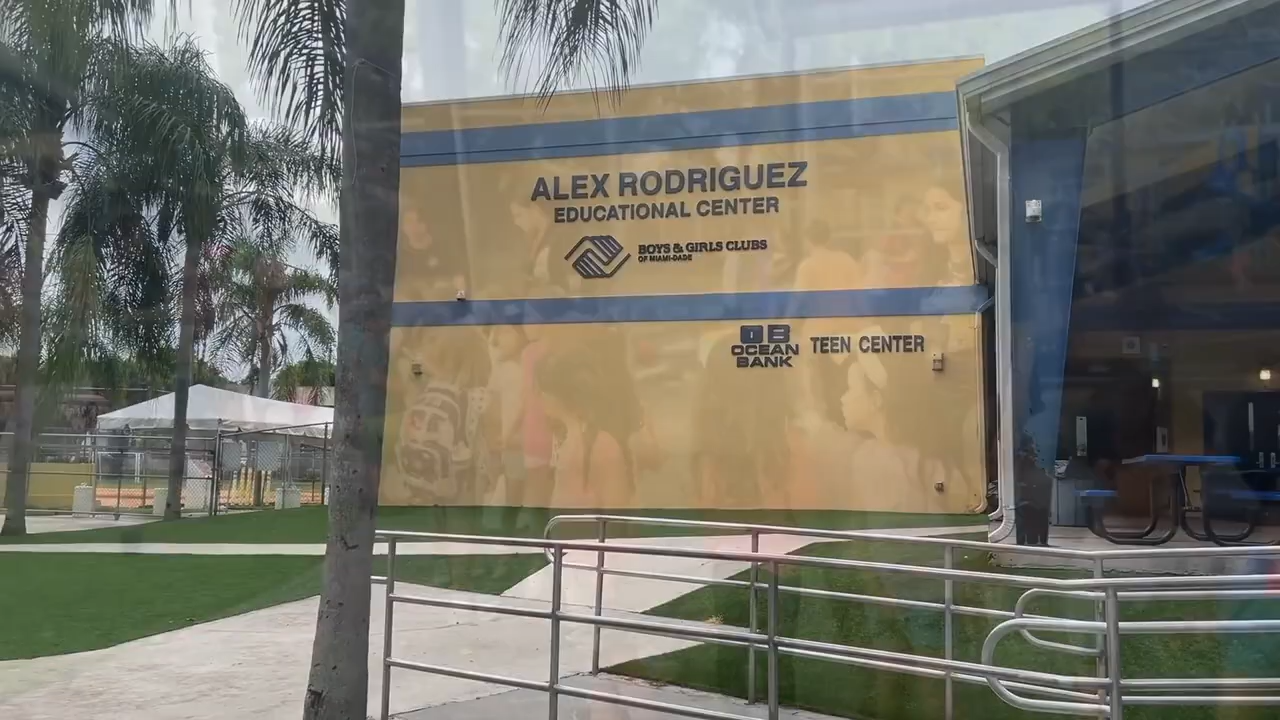 ALEX RODRIGUEZ
EDUCATIONAL CENTER
BOYS & GIRLS CLUBS
OF MIAMI-DADE
OB
OCEAN
BANK
TEEN CENTER